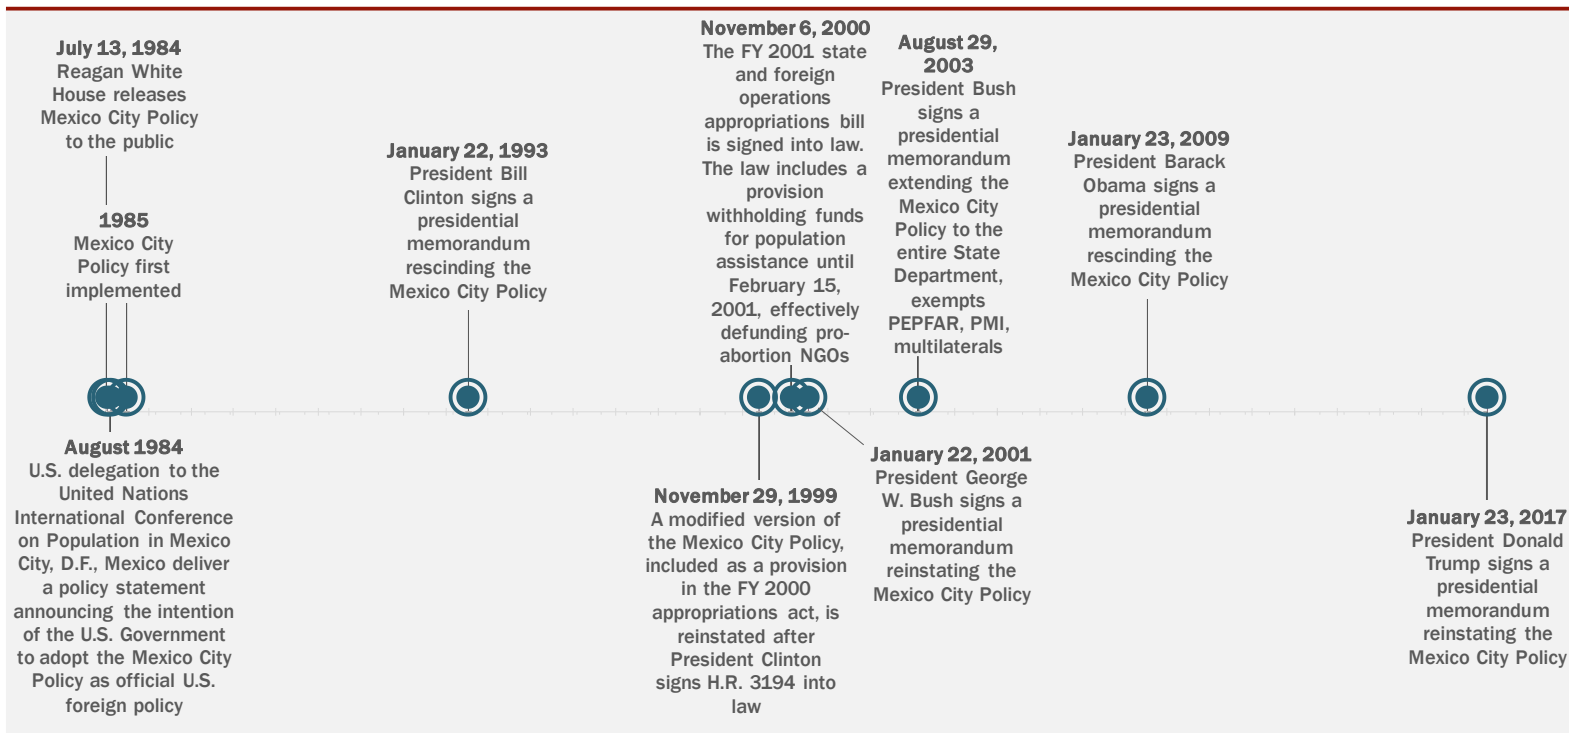 July 13, 1984
Reagan White
House releases
Mexico City Policy
to the public
1985
Mexico City
Policy first
implemented
August 1984
U.S. delegation to the
United Nations
International Conference
on Population in Mexico
City, D.F., Mexico deliver
a policy statement
announcing the intention
of the U.S. Government
to adopt the Mexico City
Policy as official U.S.
foreign policy
January 22, 1993
President Bill
Clinton signs a
presidential
memorandum
rescinding the
Mexico City Policy
November 29, 1999
A modified version of
the Mexico City Policy,
included as a provision
in the FY 2000
appropriations act, is
reinstated after
President Clinton
signs H.R. 3194 into
law
November 6, 2000
The FY 2001 state
and foreign
operations
appropriations bill
is signed into law.
The law includes a
provision
withholding funds
for population
assistance until
February 15,
2001, effectively
defunding pro-
abortion NGOs
January 22, 2001
President George
W. Bush signs a
presidential
memorandum
reinstating the
Mexico City Policy
August 29,
2003
President Bush
signs a
presidential
memorandum
extending the
Mexico City
Policy to the
entire State
Department,
exempts
PEPFAR, PMI,
multilaterals
January 23, 2009
President Barack
Obama signs a
presidential
memorandum
rescinding the
Mexico City Policy
January 23, 2017
President Donald
Trump signs a
presidential
memorandum
reinstating the
Mexico City Policy